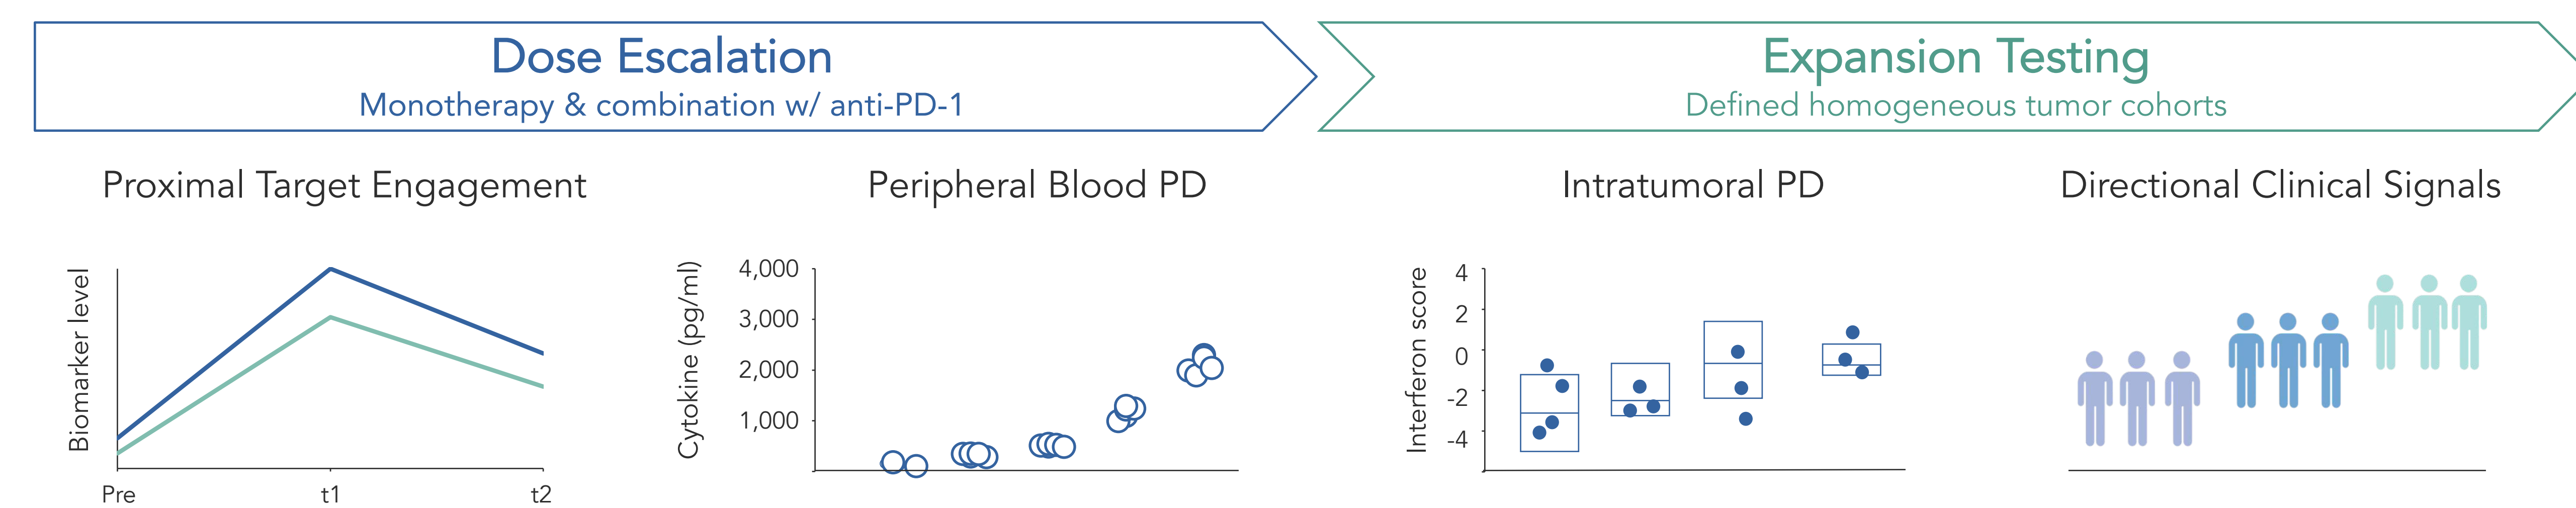 Dose Escalation
Monotherapy & combination w/ anti-PD-1
Expansion Testing
Defined homogeneous tumor cohorts
Proximal Target Engagement
Biomarker level
Pre
t1
t2
Peripheral Blood PD
Cytokine (pg/ml)
4,000
3,000
2,000
1,000
Intratumoral PD
Interferon score
4
2
0
-2
-4
Directional Clinical Signals